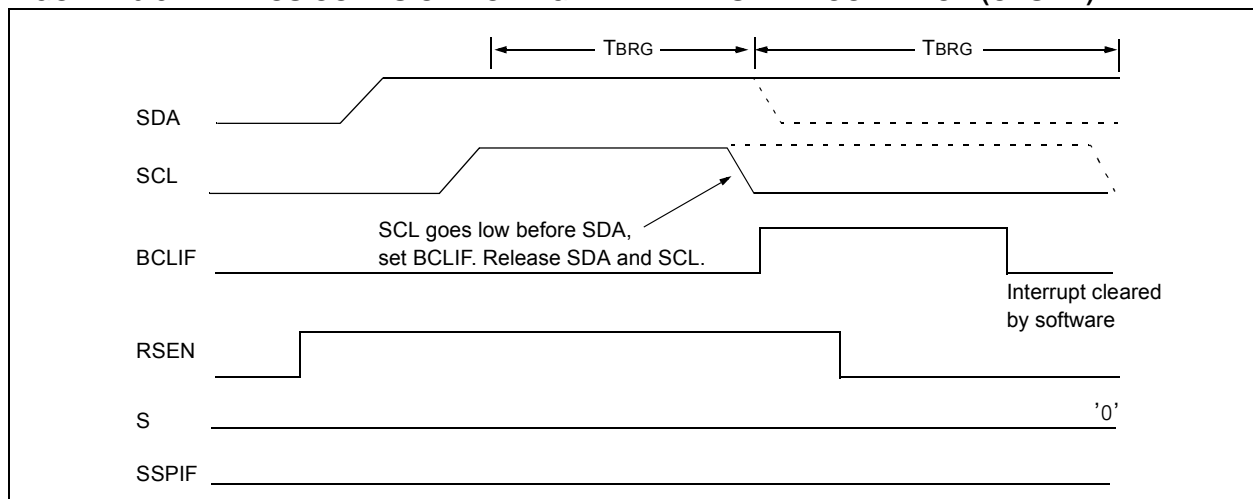 TBRG TBRG
SDA
SCL
SCL goes low before SDA,
set BCLIF. Release SDA and SCL.
BCLIF
Interrupt cleared
by software
RSEN
S
'0'
SSPIF